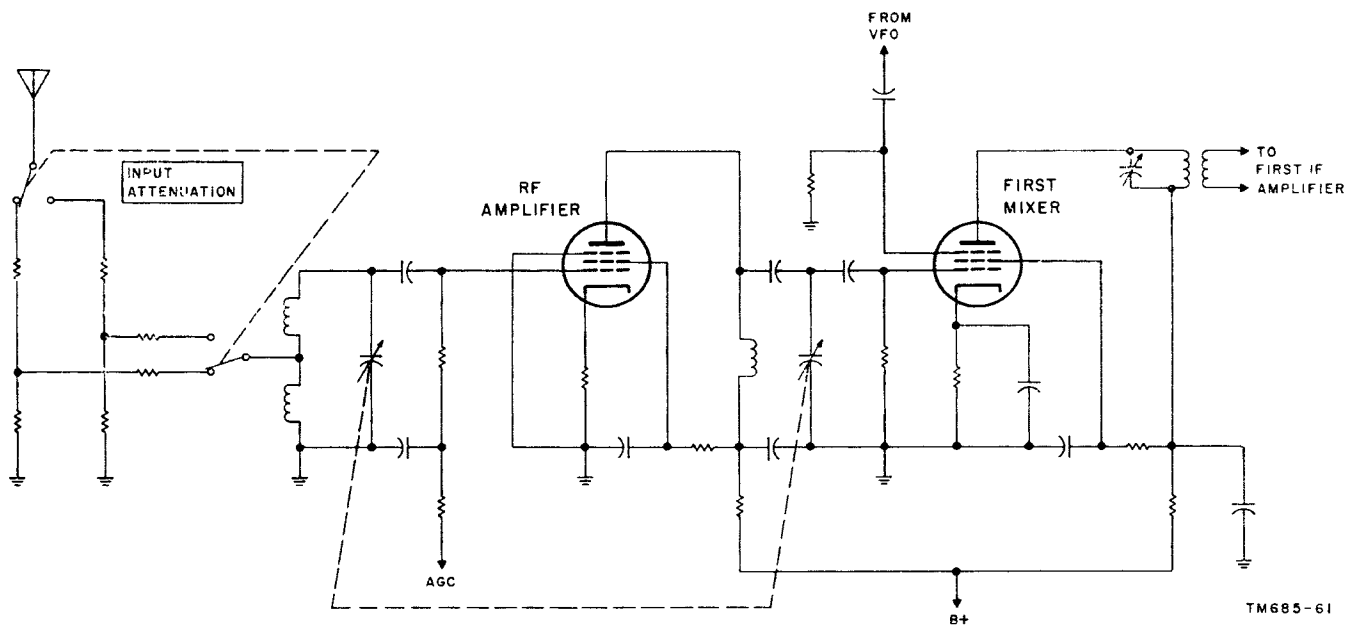 FROM
VFO
INPUT
ATTENUATION
RF
AMPLIFIER
FIRST
MIXER
TO
FIRST IF
AMPLIFIER
AGC
B+
TM685-61